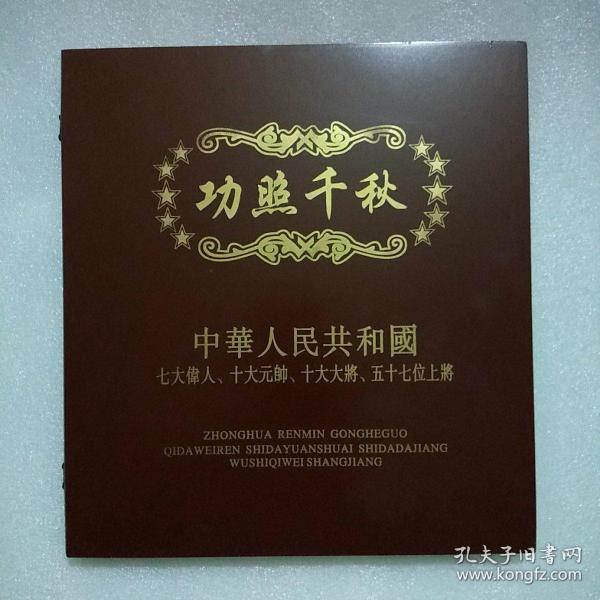 功照千秋
中華人民共和國
七大偉人、十大元帥、十大大將、五十七位上將
ZHONGHUA RENMIN GONGHEGUO
QIDAWEIREN SHIDAYUANSHUAI SHIDADAJIANG
WUSHIQIWEI SHANGJIANG
孔夫子旧書网
www.kongfz.com